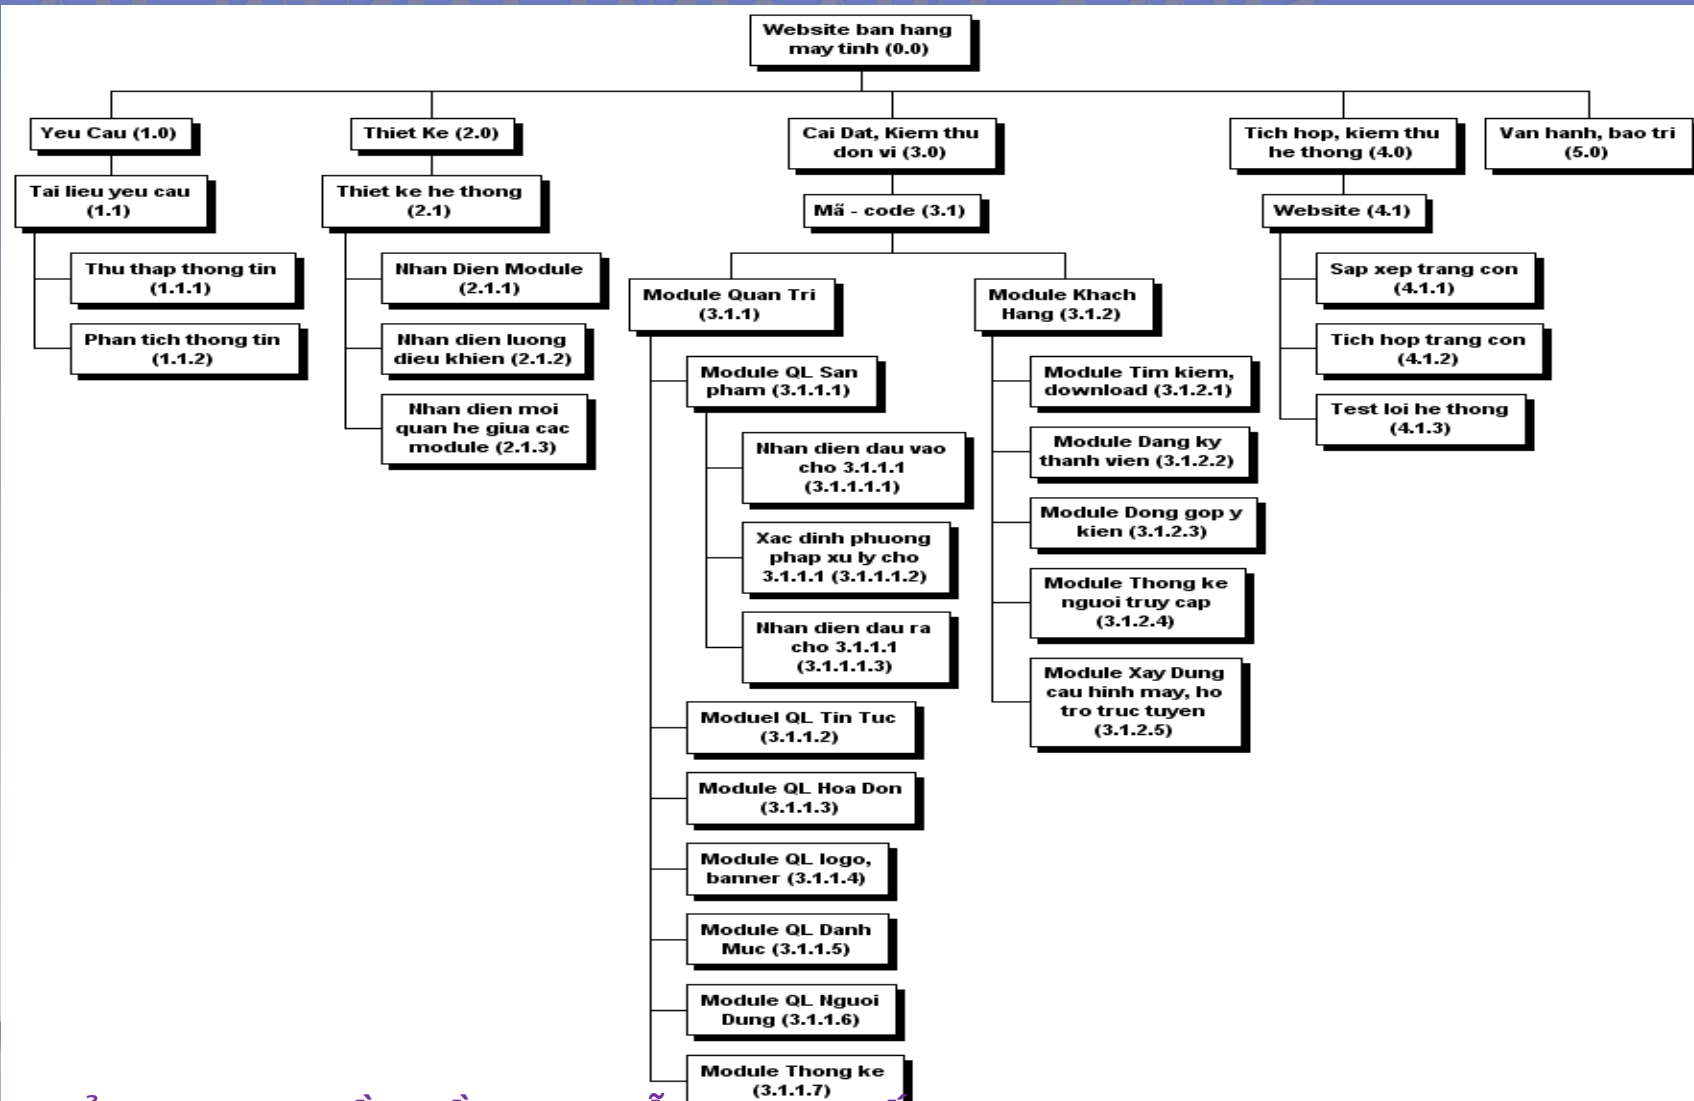 Website ban hang
may tinh (0.0)
Yeu Cau (1.0)
Tai lieu yeu cau
(1.1)
Thu thap thong tin
(1.1.1)
Phan tich thong tin
(1.1.2)
Thiet Ke (2.0)
Thiet ke he thong
(2.1)
Nhan Dien Module
(2.1.1)
Nhan dien luong
dieu khien (2.1.2)
Nhan dien moi
quan he giua cac
module (2.1.3)
Cai Dat, Kiem thu
don vi (3.0)
Mã - code (3.1)
Module Quan Tri
(3.1.1)
Module QL San
pham (3.1.1.1)
Nhan dien dau vao
cho 3.1.1.1
(3.1.1.1.1)
Xac dinh phuong
phap xu ly cho
3.1.1.1 (3.1.1.1.2)
Nhan dien dau ra
cho 3.1.1.1
(3.1.1.1.3)
Moduel QL Tin Tuc
(3.1.1.2)
Module QL Hoa Don
(3.1.1.3)
Module QL logo,
banner (3.1.1.4)
Module QL Danh
Muc (3.1.1.5)
Module QL Nguoi
Dung (3.1.1.6)
Module Thong ke
(3.1.1.7)
Module Khach
Hang (3.1.2)
Module Tim kiem,
download (3.1.2.1)
Module Dang ky
thanh vien (3.1.2.2)
Module Dong gop y
kien (3.1.2.3)
Module Thong ke
nguoi truy cap
(3.1.2.4)
Module Xay Dung
cau hinh may, ho
tro truc tuyen
(3.1.2.5)
Tich hop, kiem thu
he thong (4.0)
Website (4.1)
Sap xep trang con
(4.1.1)
Tich hop trang con
(4.1.2)
Test loi he thong
(4.1.3)
Van hanh, bao tri
(5.0)